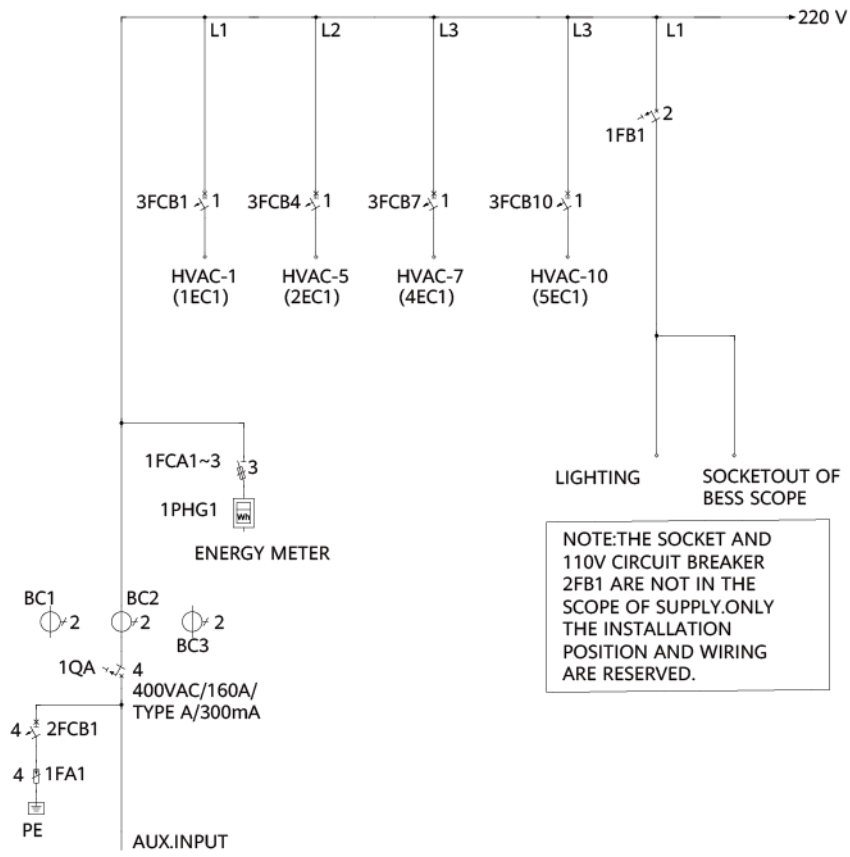 220 V
L1
L2
L3
L3
L1
1FB1
2
3FCB1
1
3FCB4
1
3FCB7
1
3FCB10
1
HVAC-1
(1EC1)
HVAC-5
(2EC1)
HVAC-7
(4EC1)
HVAC-10
(5EC1)
1FCA1~3
3
1PHG1
Wh
ENERGY METER
LIGHTING
SOCKETOUT OF
BESS SCOPE
NOTE:THE SOCKET AND
110V CIRCUIT BREAKER
2FB1 ARE NOT IN THE
SCOPE OF SUPPLY.ONLY
THE INSTALLATION
POSITION AND WIRING
ARE RESERVED.
BC1
2
BC2
2
BC3
2
1QA
4
400VAC/160A/
TYPE A/300mA
4
2FCB1
4
1FA1
PE
AUX.INPUT